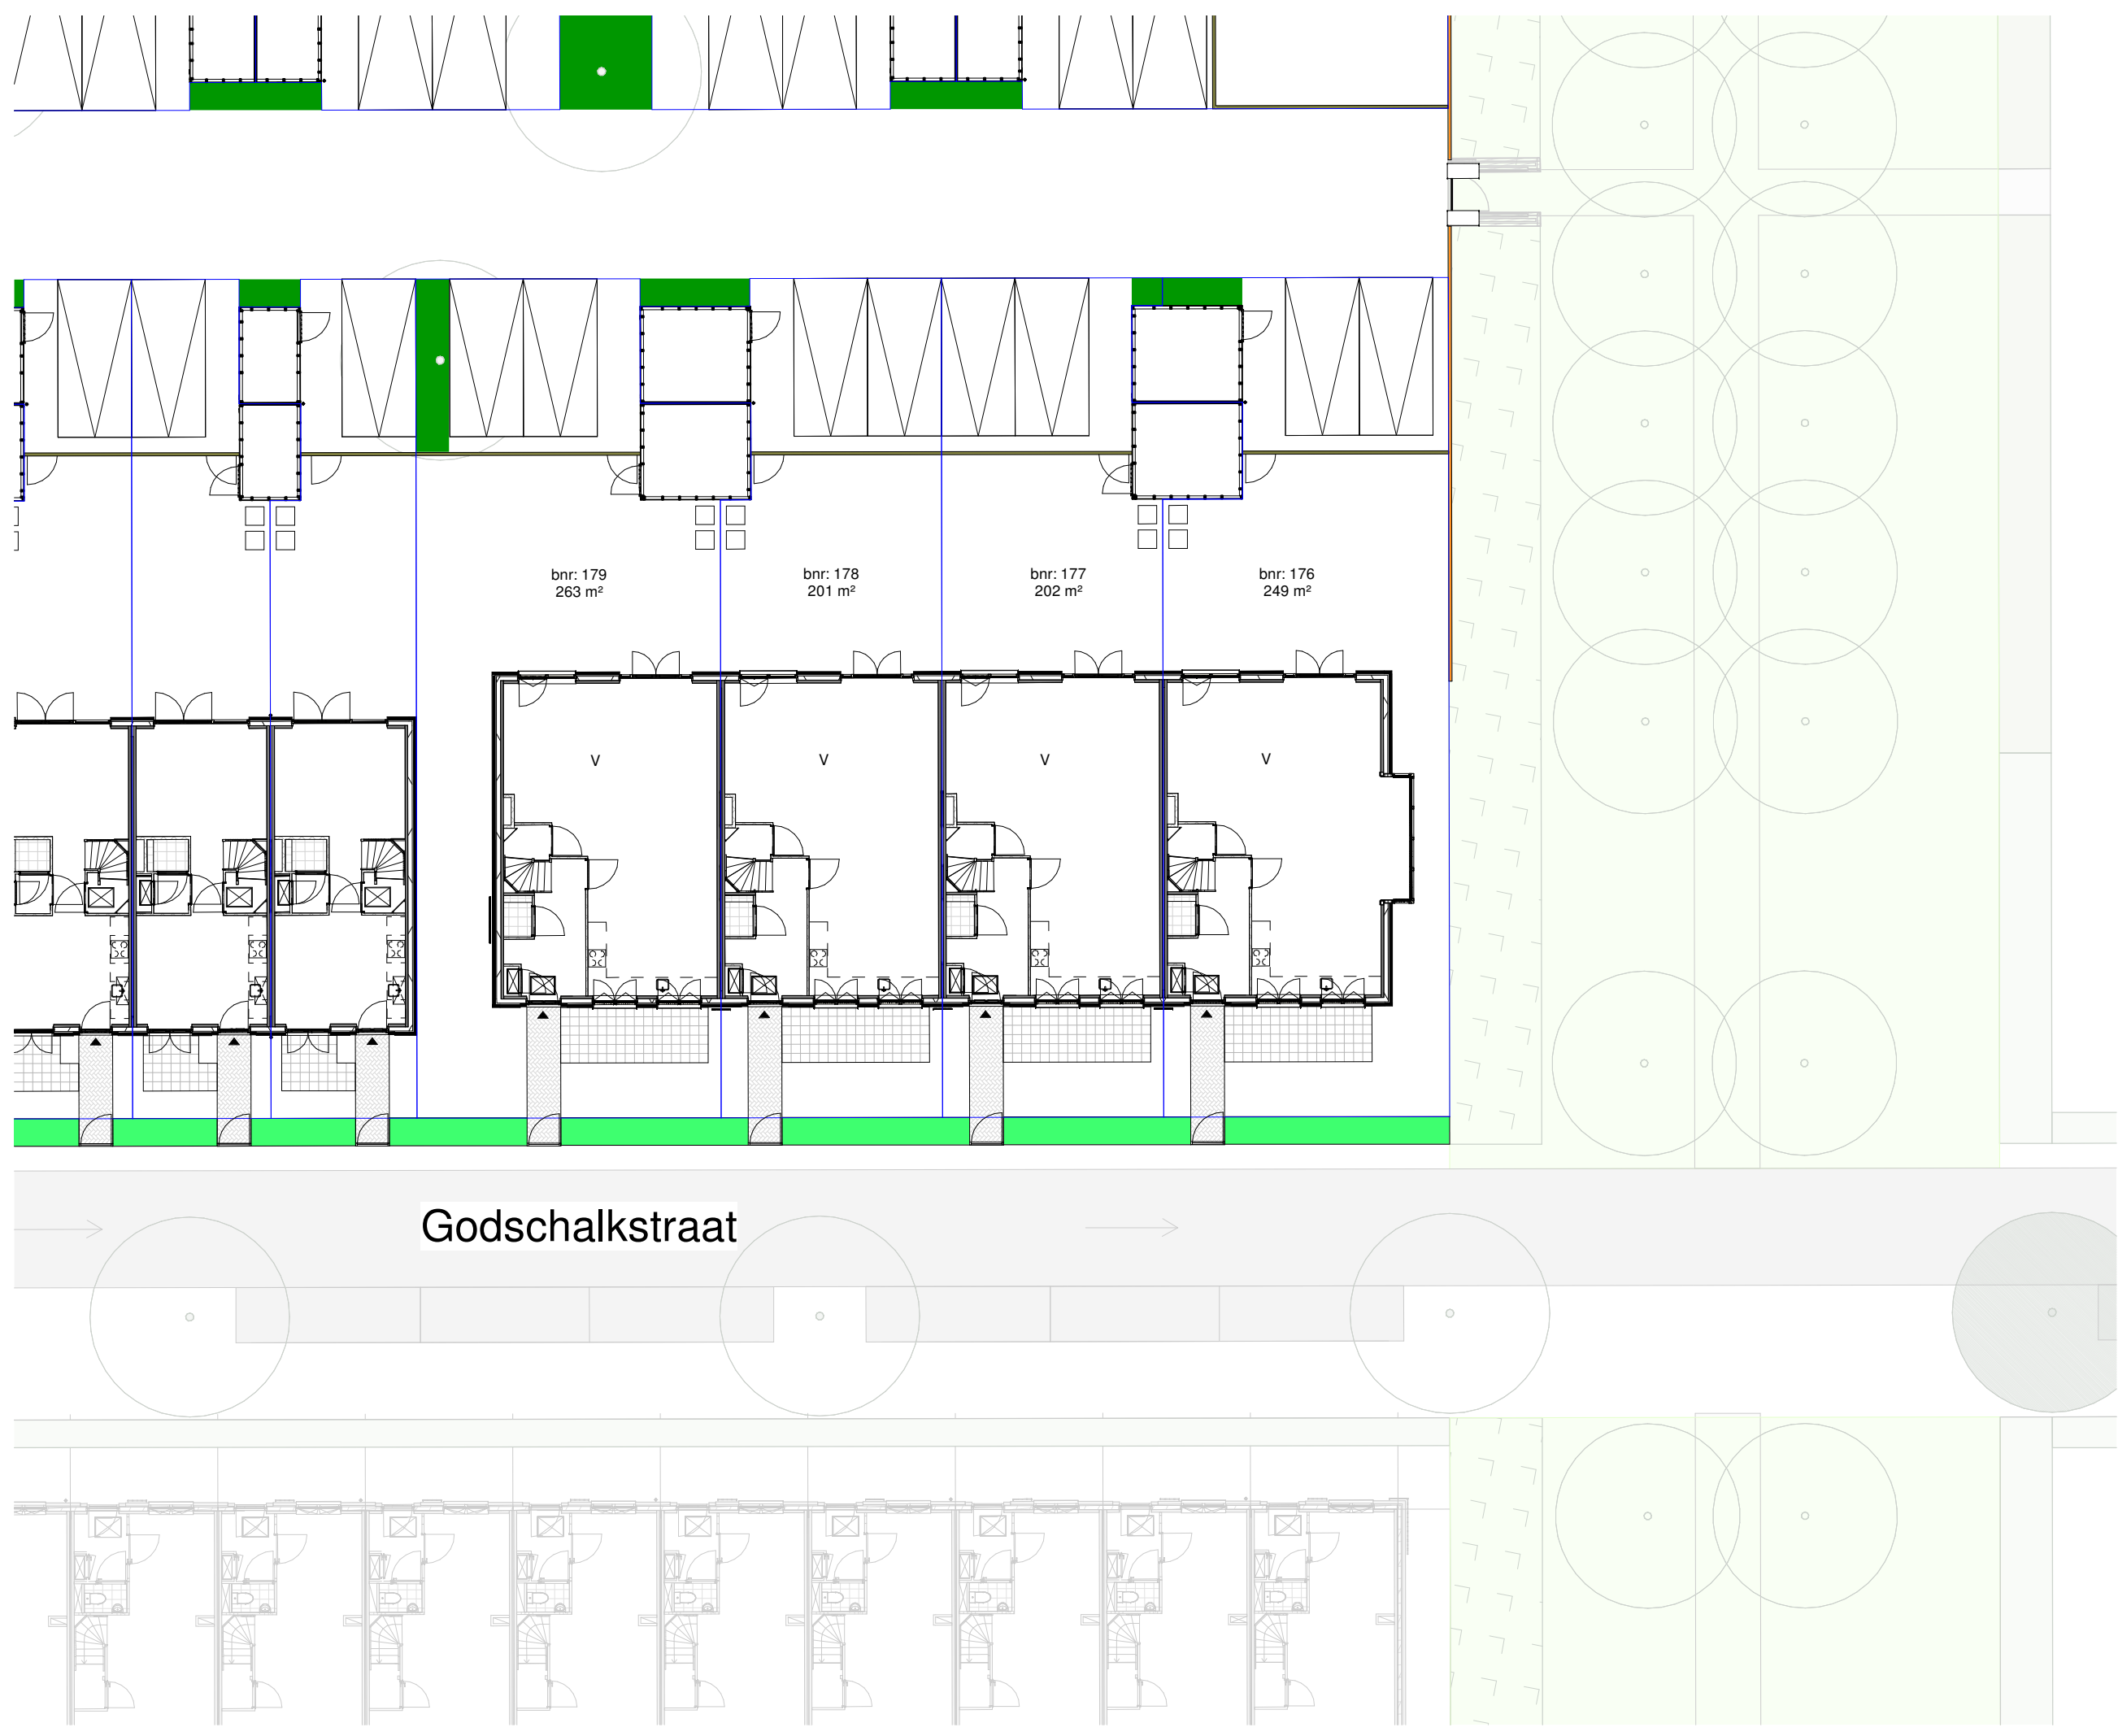 bnr: 179
263 m²
bnr: 178
201 m²
bnr: 177
202 m²
bnr: 176
249 m²
V
V
V
V
Godschalkstraat